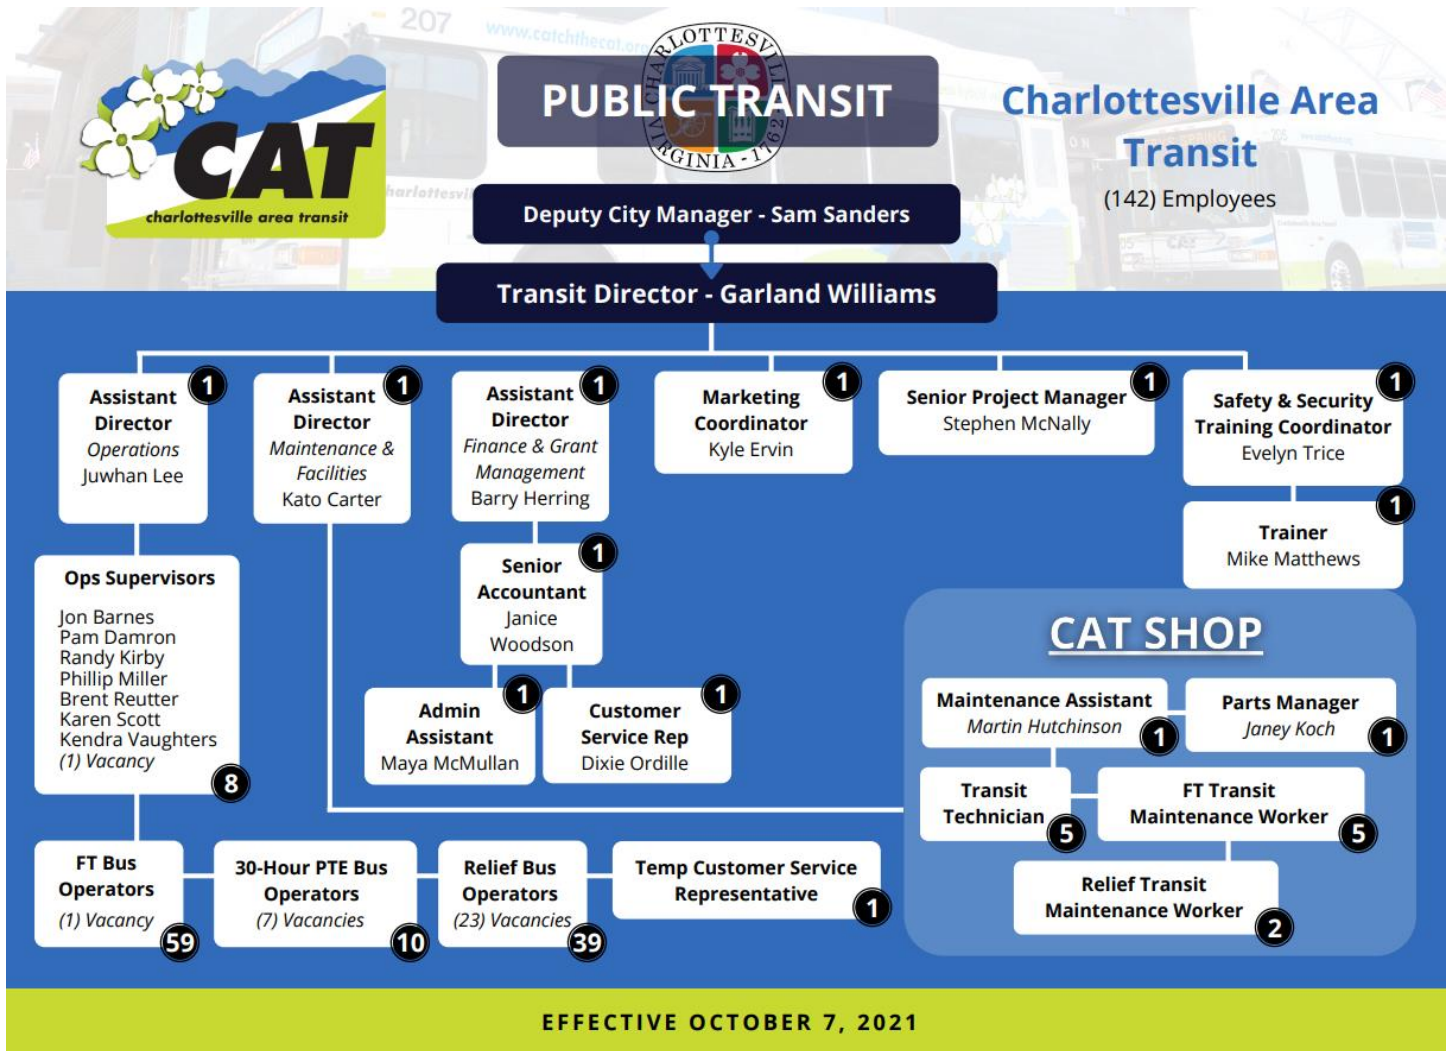 207
www.catchthecat.org
CHARLOTTESVILLE
VIRGINIA - 1762
CAT
charlottesville area transit
PUBLIC TRANSIT
Charlottesville Area
Transit
(142) Employees
Deputy City Manager - Sam Sanders
Transit Director - Garland Williams
1
Assistant
Director
Operations
Juwhan Lee
1
Assistant
Director
Maintenance &
Facilities
Kato Carter
1
Assistant
Director
Finance & Grant
Management
Barry Herring
1
Marketing
Coordinator
Kyle Ervin
1
Senior Project Manager
Stephen McNally
1
Safety & Security
Training Coordinator
Evelyn Trice
1
Trainer
Mike Matthews
Ops Supervisors
Jon Barnes
Pam Damron
Randy Kirby
Phillip Miller
Brent Reutter
Karen Scott
Kendra Vaughters
(1) Vacancy
8
1
Senior
Accountant
Janice
Woodson
1
Admin
Assistant
Maya McMullan
1
Customer
Service Rep
Dixie Ordille
CAT SHOP
Maintenance Assistant
Martin Hutchinson
1
Parts Manager
Janey Koch
1
Transit
Technician
5
FT Transit
Maintenance Worker
5
Relief Transit
Maintenance Worker
2
FT Bus
Operators
(1) Vacancy
59
30-Hour PTE Bus
Operators
(7) Vacancies
10
Relief Bus
Operators
(23) Vacancies
39
Temp Customer Service
Representative
1
EFFECTIVE OCTOBER 7, 2021